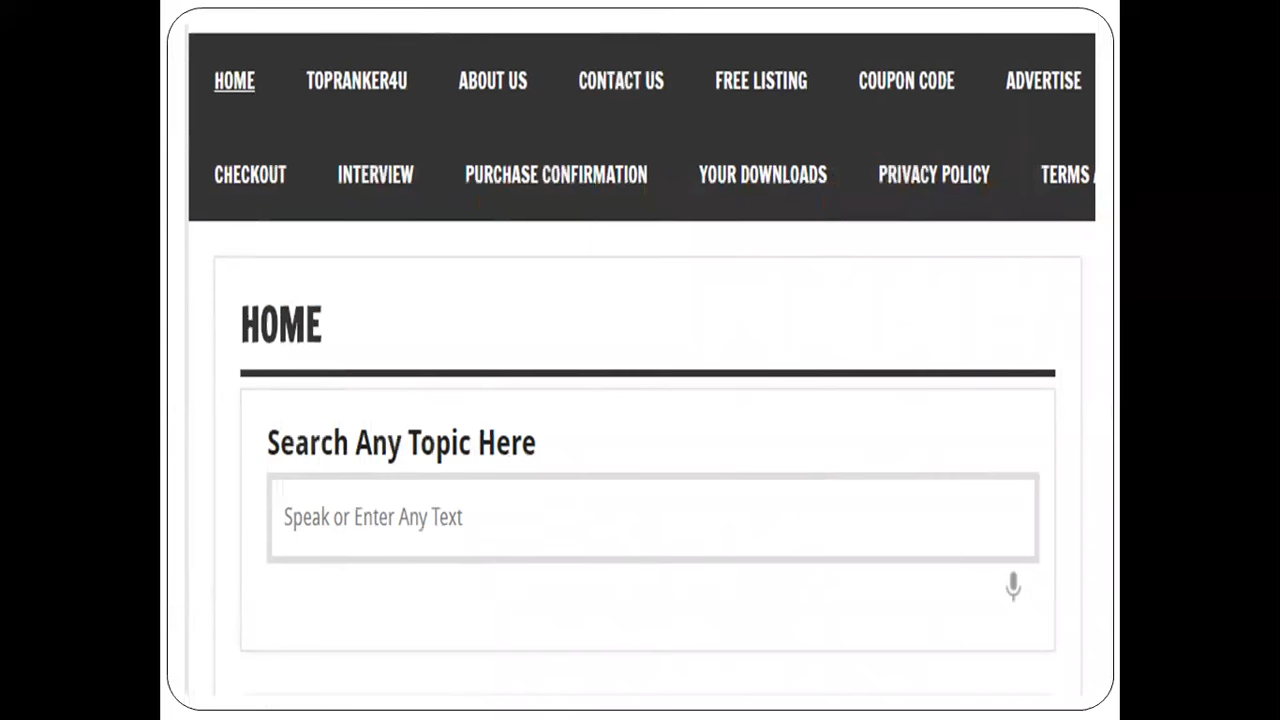 HOME TOPRANKER4U ABOUT US CONTACT US FREE LISTING COUPON CODE ADVERTISE
CHECKOUT INTERVIEW PURCHASE CONFIRMATION YOUR DOWNLOADS PRIVACY POLICY TERMS
HOME
Search Any Topic Here
Speak or Enter Any Text